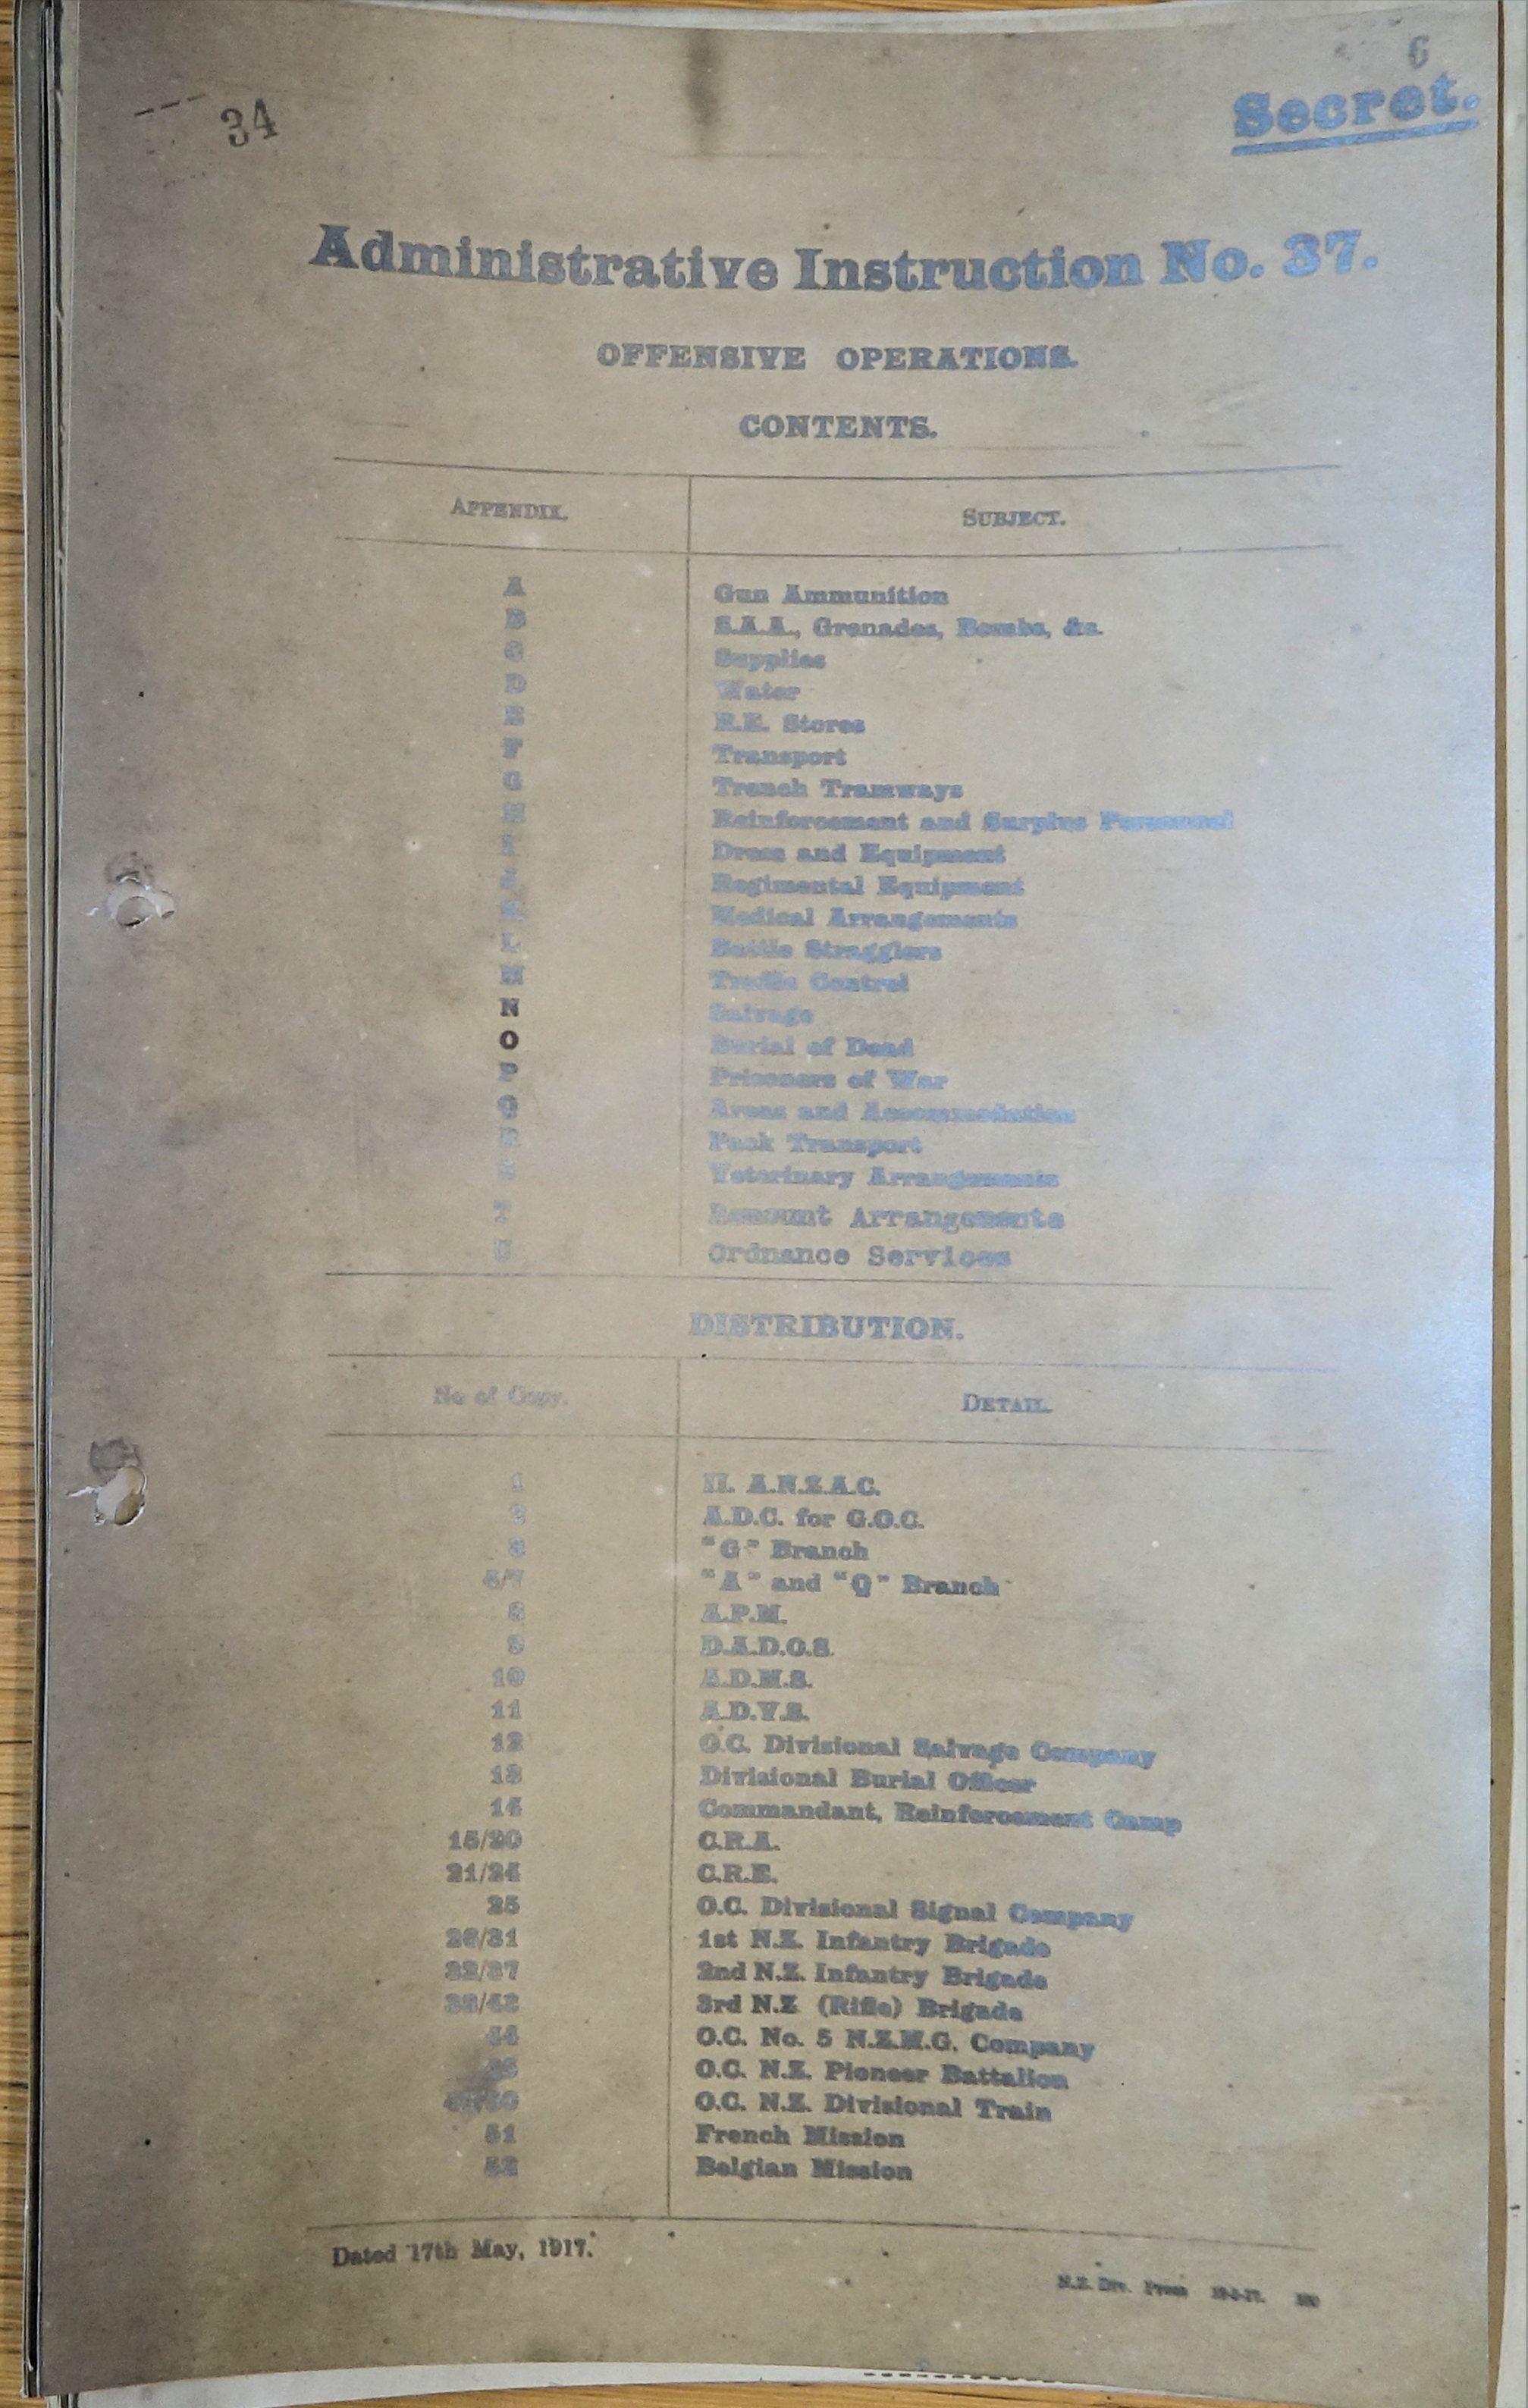 34
6
Secret.
Administrative Instruction No. 37.
OFFENSIVE OPERATIONS.
CONTENTS.
APPENDIX. SUBJECT.
A Gun Ammunition
B S.A.A., Grenades, Bombs, &c.
C Supplies
D Water
E R.E. Stores
F Transport
G Trench Tramways
H Reinforcement and Surplus Personnel
I Dress and Equipment
J Regimental Equipment
K Medical Arrangements
L Battle Stragglers
M Traffic Control
N Salvage
O Burial of Dead
P Prisoners of War
Q Areas and Accommodation
R Pack Transport
S Veterinary Arrangements
T Remount Arrangements
U Ordnance Services
DISTRIBUTION.
No of Copy. DETAIL.
1 II. A.N.Z.A.C.
2 A.D.C. for G.O.C.
3 "G" Branch
"A" and "Q" Branch
8 A.P.M.
9 D.A.D.O.S.
10 A.D.M.S.
11 A.D.V.S.
12 O.C. Divisional Salvage Company
13 Divisional Burial Officer
14 Commandant, Reinforcement Camp
15/20 C.R.A.
21/24 C.R.E.
25 O.C. Divisional Signal Company
26/31 1st N.Z. Infantry Brigade
32/37 2nd N.Z. Infantry Brigade
38/43 3rd N.Z (Rifle) Brigade
44 O.C. No. 5 N.Z.M.G. Company
O.C. N.Z. Pioneer Battalion
O.C. N.Z. Divisional Train
51 French Mission
52 Belgian Mission
Dated 17th May, 1917.
N.Z. Div. Press